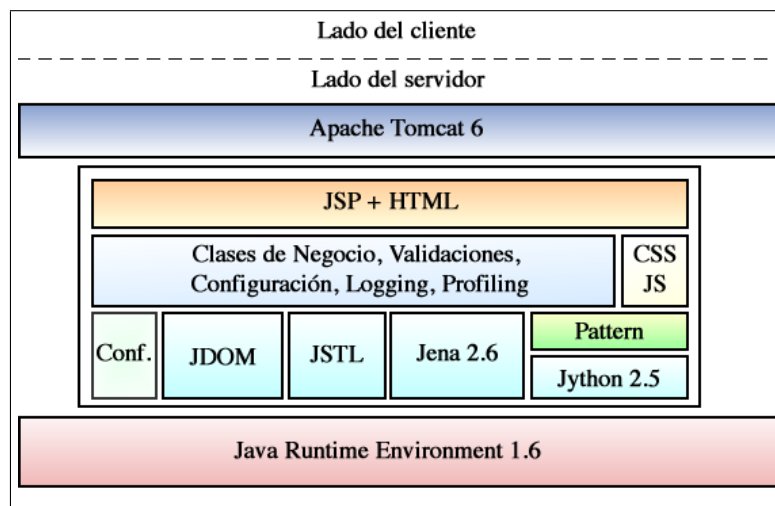 Lado del cliente
Lado del servidor
Apache Tomcat 6
JSP + HTML
Clases de Negocio, Validaciones,
Configuración, Logging, Profiling
CSS
JS
Conf.
JDOM
JSTL
Jena 2.6
Pattern
Jython 2.5
Java Runtime Environment 1.6